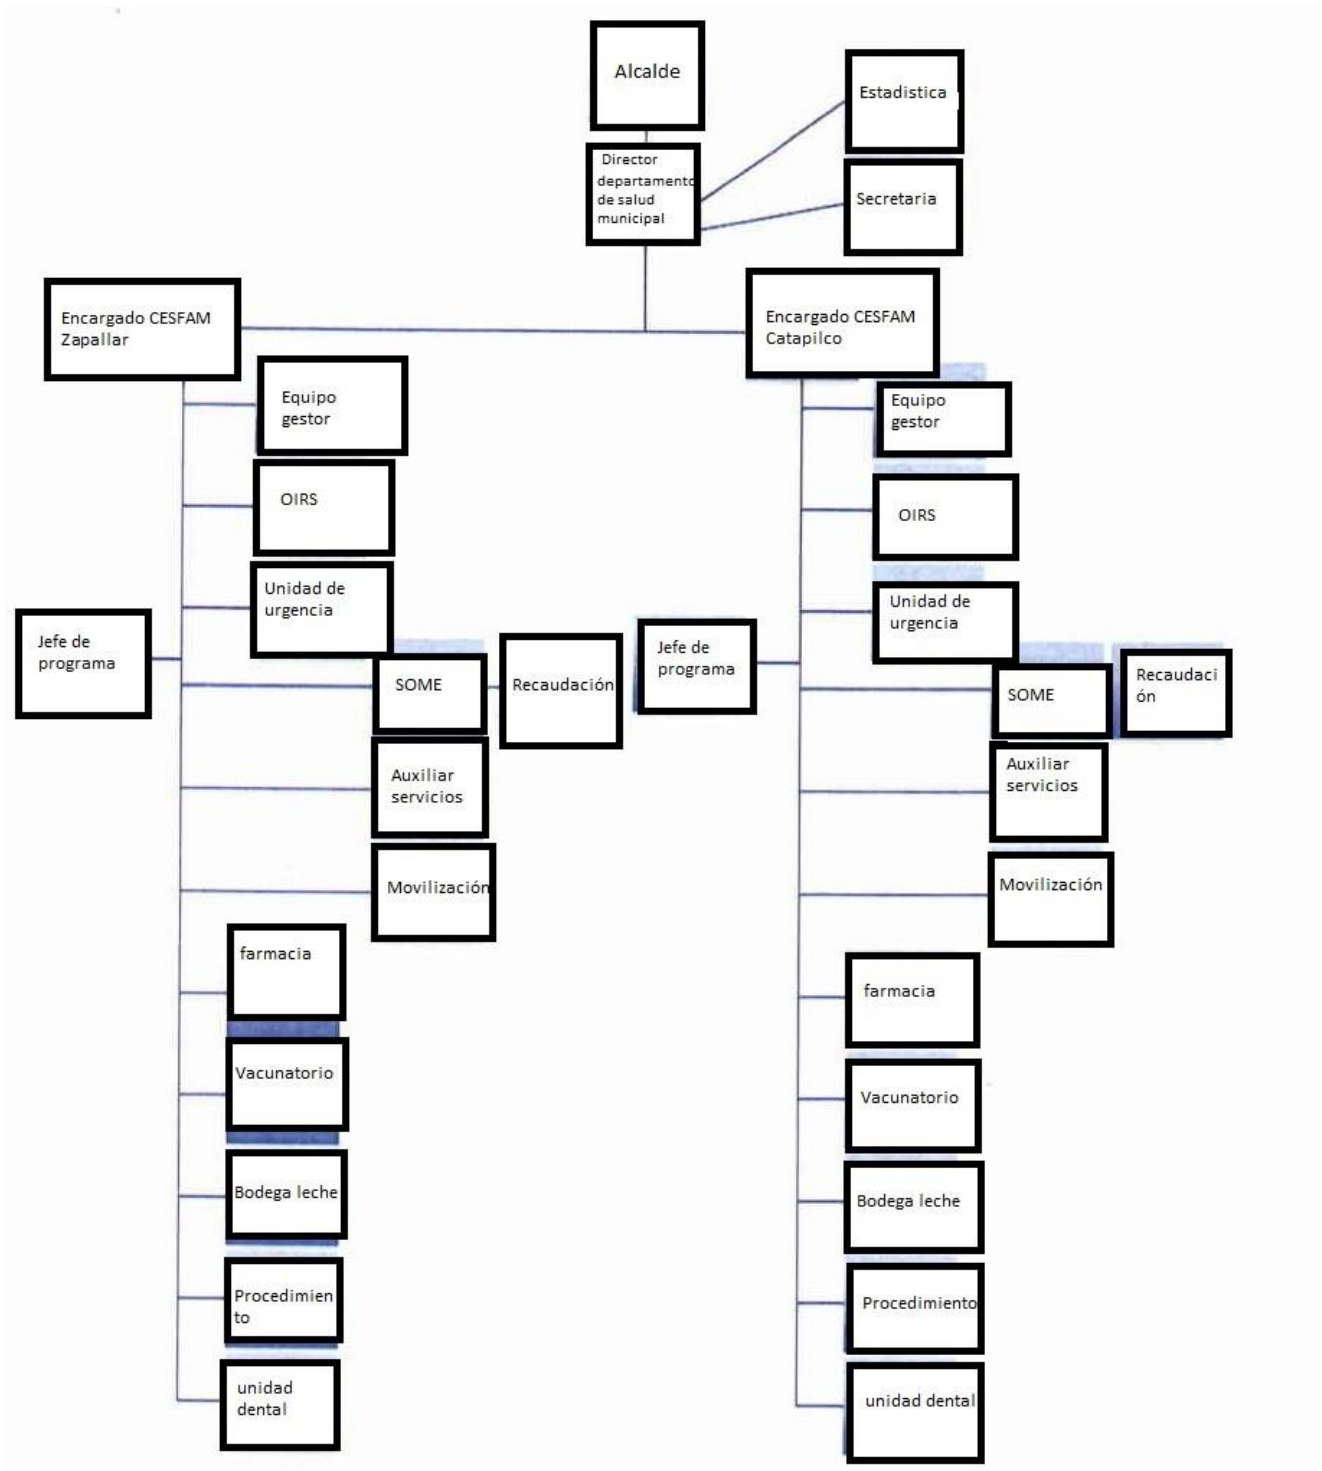 Alcalde
Estadistica
Director
departamento
de salud
municipal
Secretaria
Encargado CESFAM
Zapallar
Encargado CESFAM
Catapilco
Equipo
gestor
OIRS
Unidad de
urgencia
Jefe de
programa
SOME
Recaudación
Auxiliar
servicios
Movilización
farmacia
Vacunatorio
Bodega leche
Procedimien
to
unidad
dental
Equipo
gestor
OIRS
Unidad de
urgencia
Jefe de
programa
SOME
Recaudaci
ón
Auxiliar
servicios
Movilización
farmacia
Vacunatorio
Bodega leche
Procedimiento
unidad dental